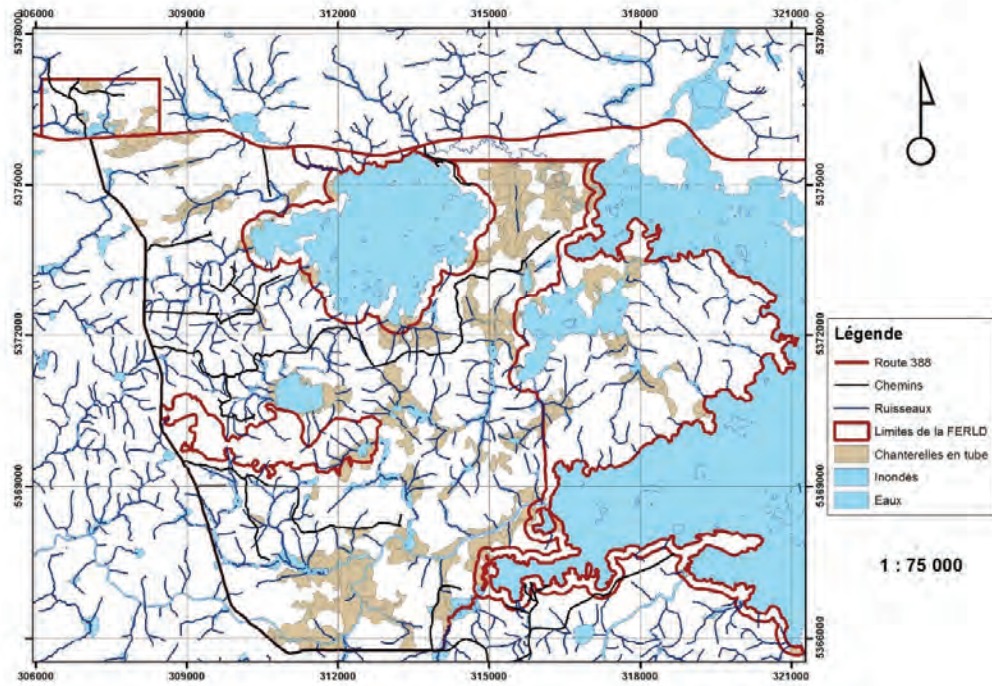 306000 309000 312000 315000 318000 321000
5378000 5378000
5375000 5375000
5372000 5372000
5369000 5369000
5366000 5366000
306000 309000 312000 315000 318000 321000
Légende
Route 388
Chemins
Ruisseaux
Limites de la FERLD
Chanterelles en tube
Inondés
Eaux
1 : 75 000